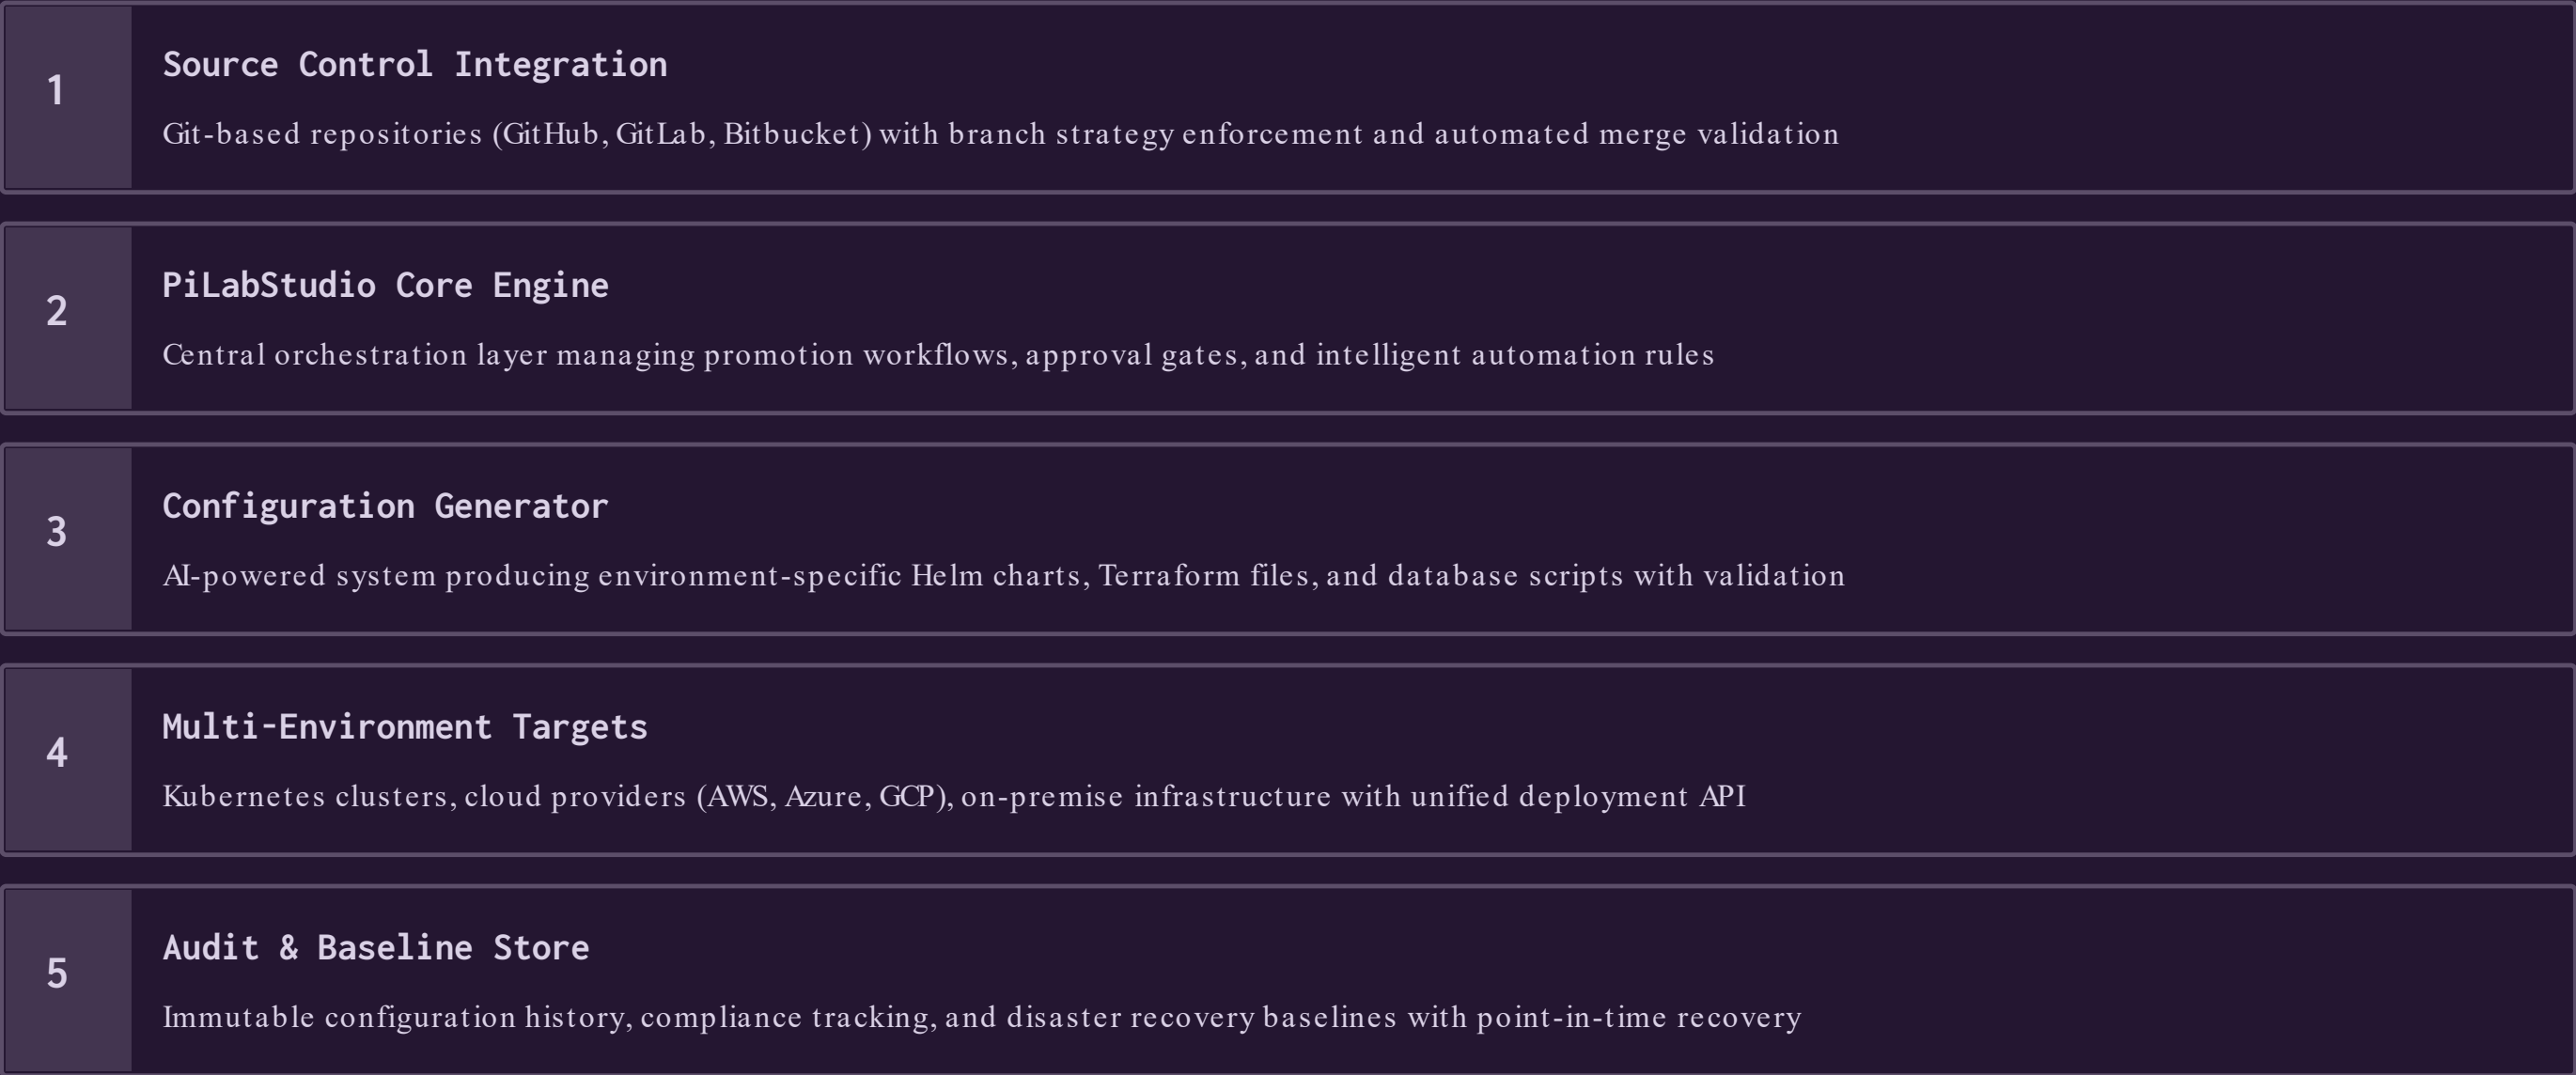 1
Source Control Integration
Git-based repositories (GitHub, GitLab, Bitbucket) with branch strategy enforcement and automated merge validation
2
PiLabStudio Core Engine
Central orchestration layer managing promotion workflows, approval gates, and intelligent automation rules
3
Configuration Generator
AI-powered system producing environment-specific Helm charts, Terraform files, and database scripts with validation
4
Multi-Environment Targets
Kubernetes clusters, cloud providers (AWS, Azure, GCP), on-premise infrastructure with unified deployment API
5
Audit & Baseline Store
Immutable configuration history, compliance tracking, and disaster recovery baselines with point-in-time recovery